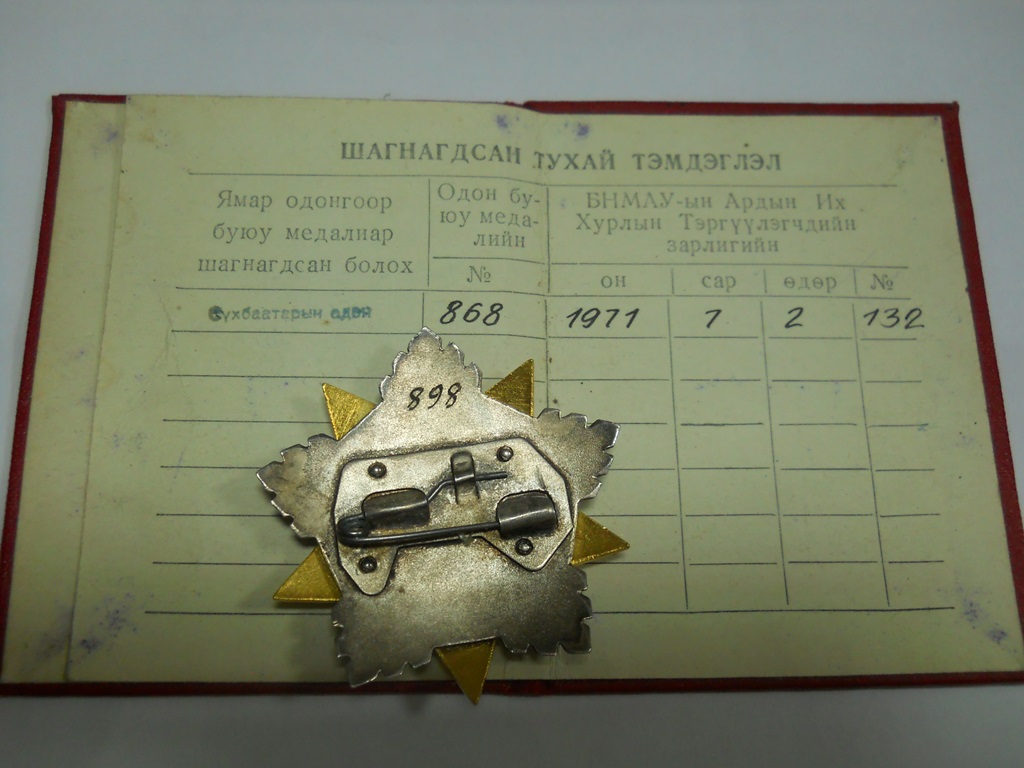 ШАГНАГДСАН ТУХАЙ ТЭМДЭГЛЭЛ
Ямар одонгоор
буюу медалиар
шагнагдсан болох
Одон бу-
юу меда-
лийн
№
БНМАУ-ын Ардын Их
Хурлын Тэргүүлэгчдийн
зарлигийн
он сар өдөр №
Сүхбаатарын одон 868 1971 7 2 132
898